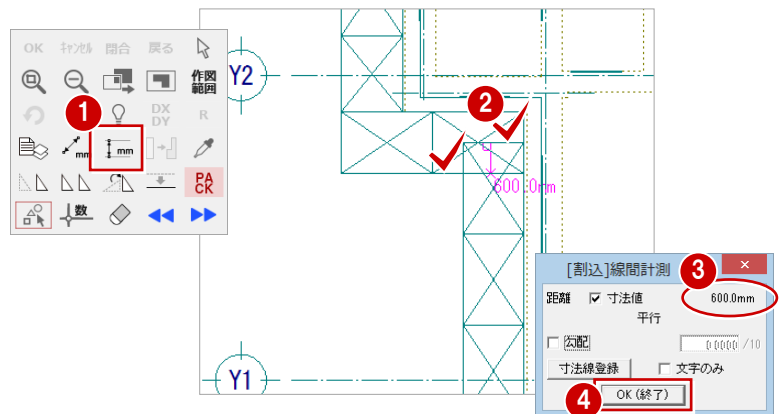 OK ｷｬﾝｾﾙ 閉合 戻る
作図
範囲
1
DX
DY
R
mm
mm
PA
CK
数
Y2
2
600.0mm
Y1
[割込]線間計測
3
×
距離 寸法値 600.0mm
平行
勾配 0.0000 /10
寸法線登録 文字のみ
4
OK(終了)